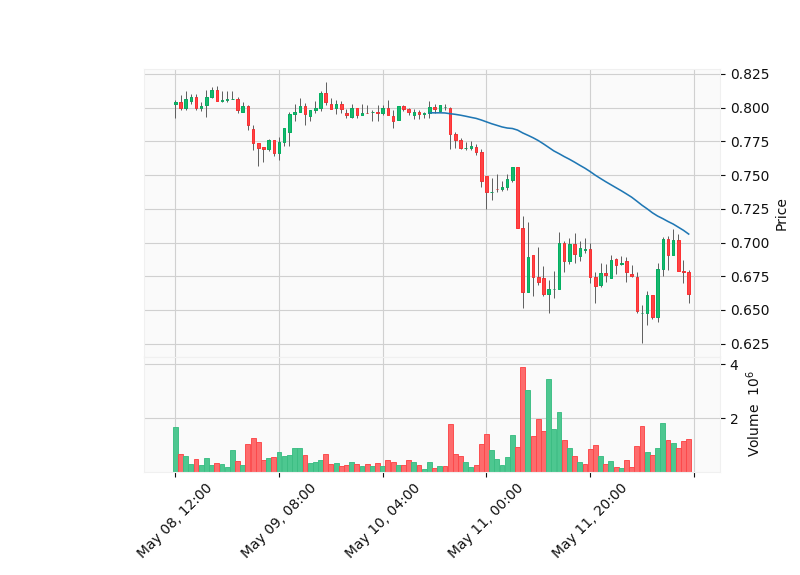 0.825
0.800
0.775
0.750
0.725
0.700
0.675
0.650
0.625
Price
4
2
Volume 10^6
May 08, 12:00
May 09, 08:00
May 10, 04:00
May 11, 00:00
May 11, 20:00